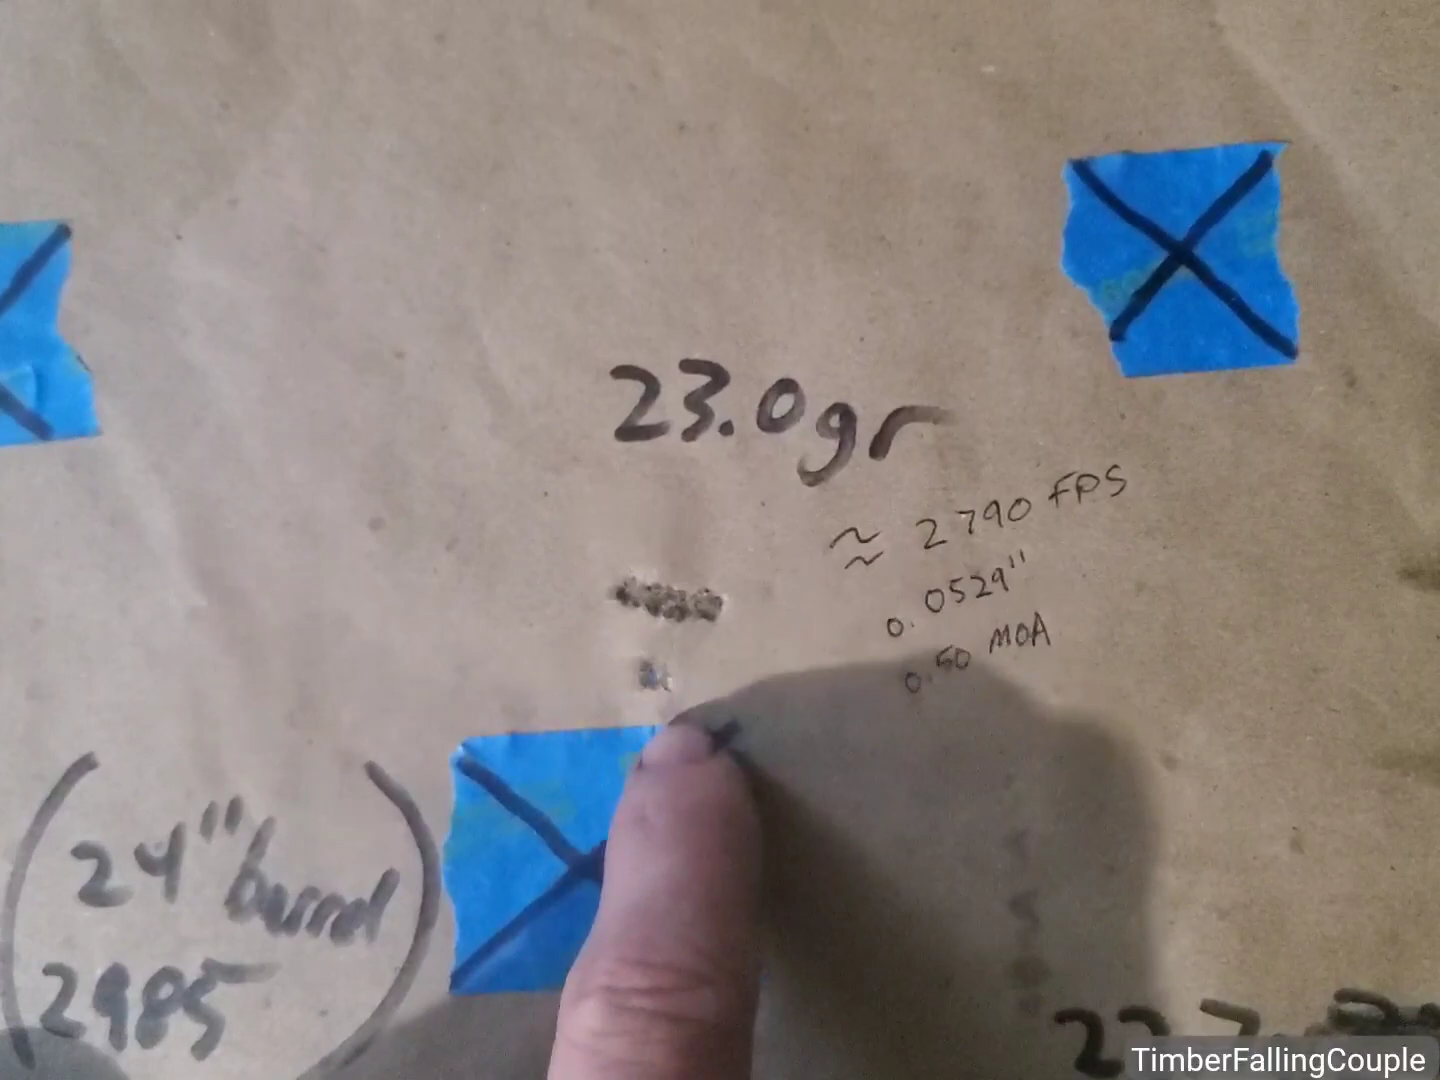 23.0gr
≈ 2790 FPS
0.0529"
0.50 MOA
(24" barrel
2985)
TimberFallingCouple